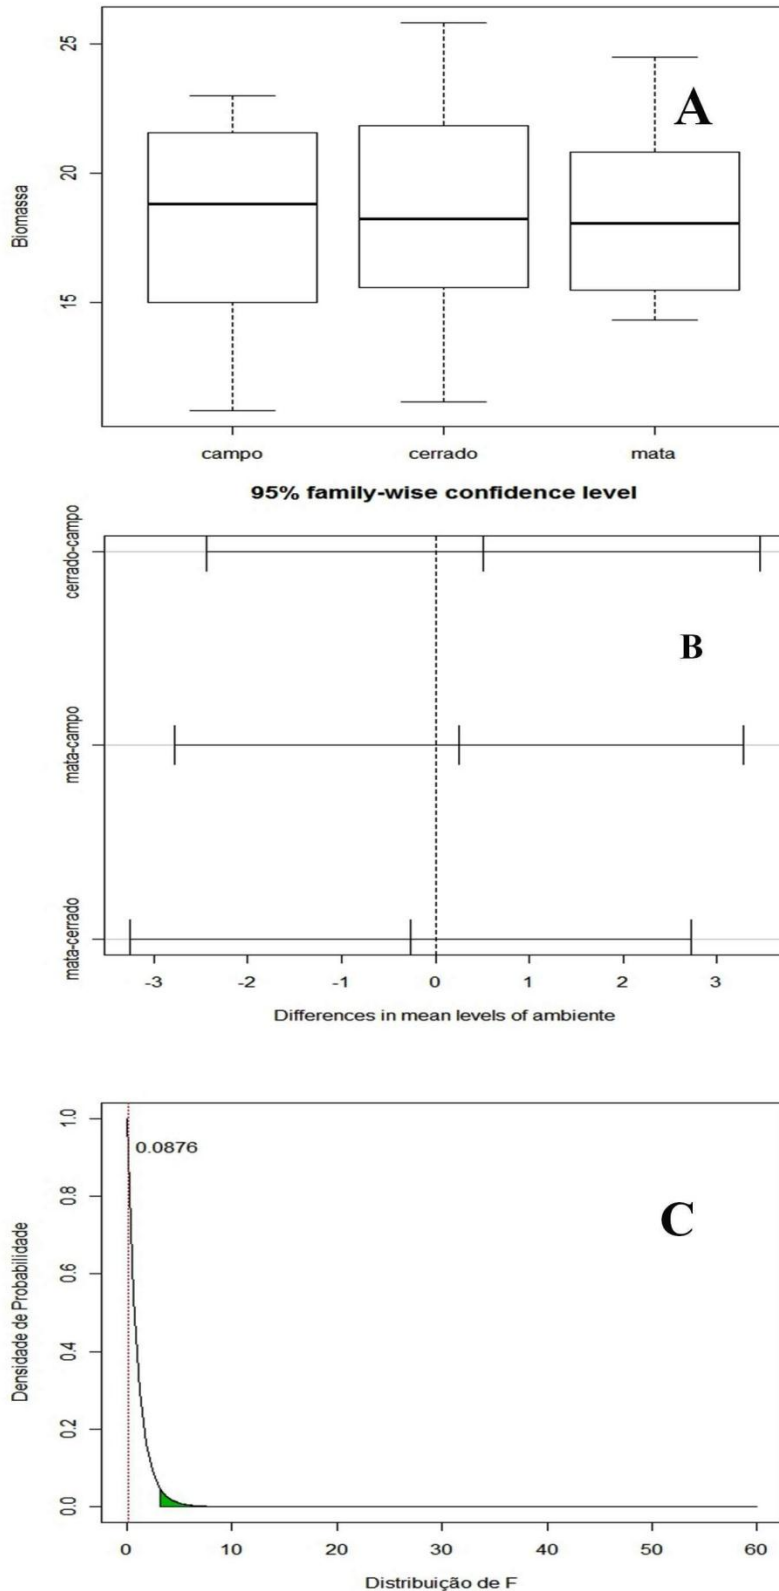 A
Biomassa
25
20
15
campo cerrado mata
95% family-wise confidence level
cerrado-campo
mata-campo
mata-cerrado
B
-3 -2 -1 0 1 2 3
Differences in mean levels of ambiente
0.0876
C
Densidade de Probabilidade
1.0
0.8
0.6
0.4
0.2
0.0
0 10 20 30 40 50 60
Distribuição de F